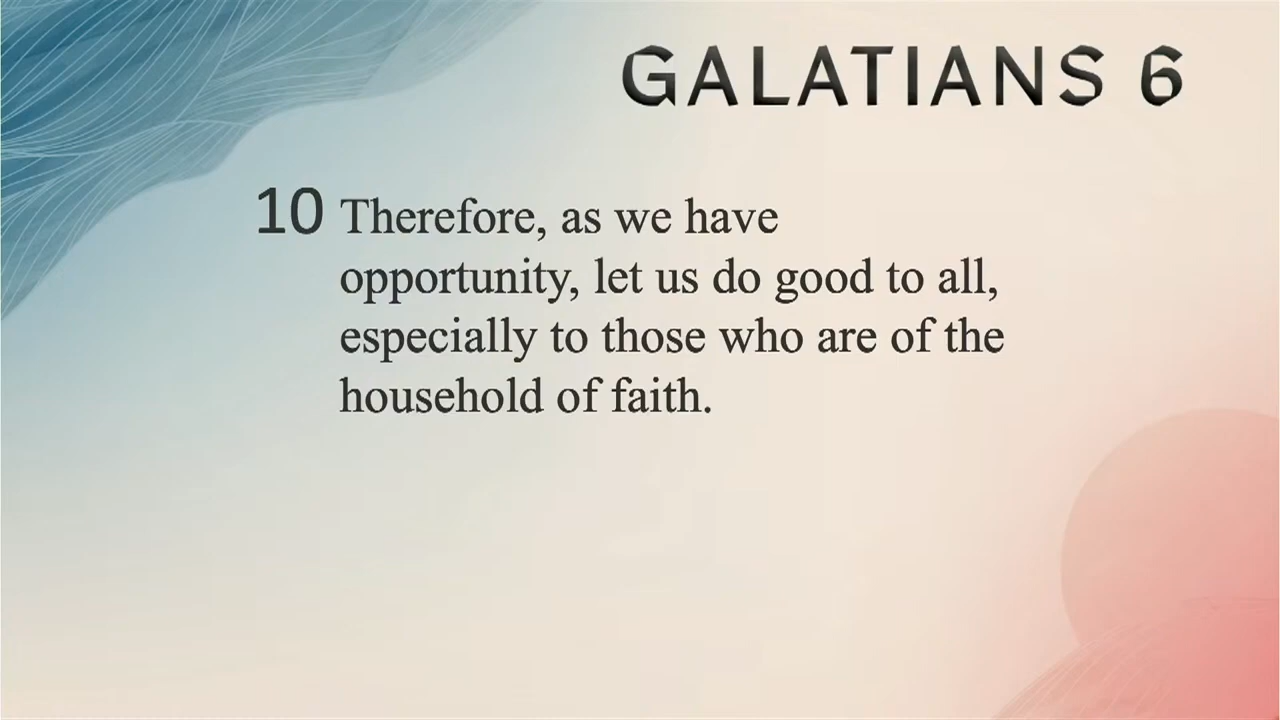 GALATIANS 6
10 Therefore, as we have
opportunity, let us do good to all,
especially to those who are of the
household of faith.